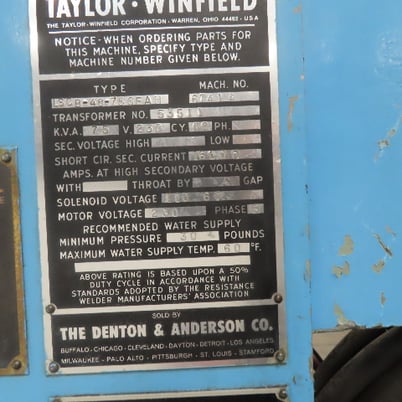 TAYLOR · WINFIELD
THE TAYLOR-WINFIELD CORPORATION - WARREN, OHIO 44482 - U S A
NOTICE - WHEN ORDERING PARTS FOR
THIS MACHINE, SPECIFY TYPE AND
MACHINE NUMBER GIVEN BELOW.
TYPE MACH. NO.
TRANSFORMER NO.
K.V.A. 75 V. 230 CY. PH.
SEC. VOLTAGE HIGH LOW
SHORT CIR. SEC. CURRENT
AMPS. AT HIGH SECONDARY VOLTAGE
WITH THROAT BY GAP
SOLENOID VOLTAGE
MOTOR VOLTAGE 230 PHASE
RECOMMENDED WATER SUPPLY
MINIMUM PRESSURE 30 POUNDS
MAXIMUM WATER SUPPLY TEMP. 60 °F.
ABOVE RATING IS BASED UPON A 50%
DUTY CYCLE IN ACCORDANCE WITH
STANDARDS ADOPTED BY THE RESISTANCE
WELDER MANUFACTURERS' ASSOCIATION
SOLD BY
THE DENTON & ANDERSON CO.
BUFFALO - CHICAGO - CLEVELAND - DAYTON - DETROIT - LOS ANGELES
MILWAUKEE - PALO ALTO - PITTSBURGH - ST. LOUIS - STAMFORD